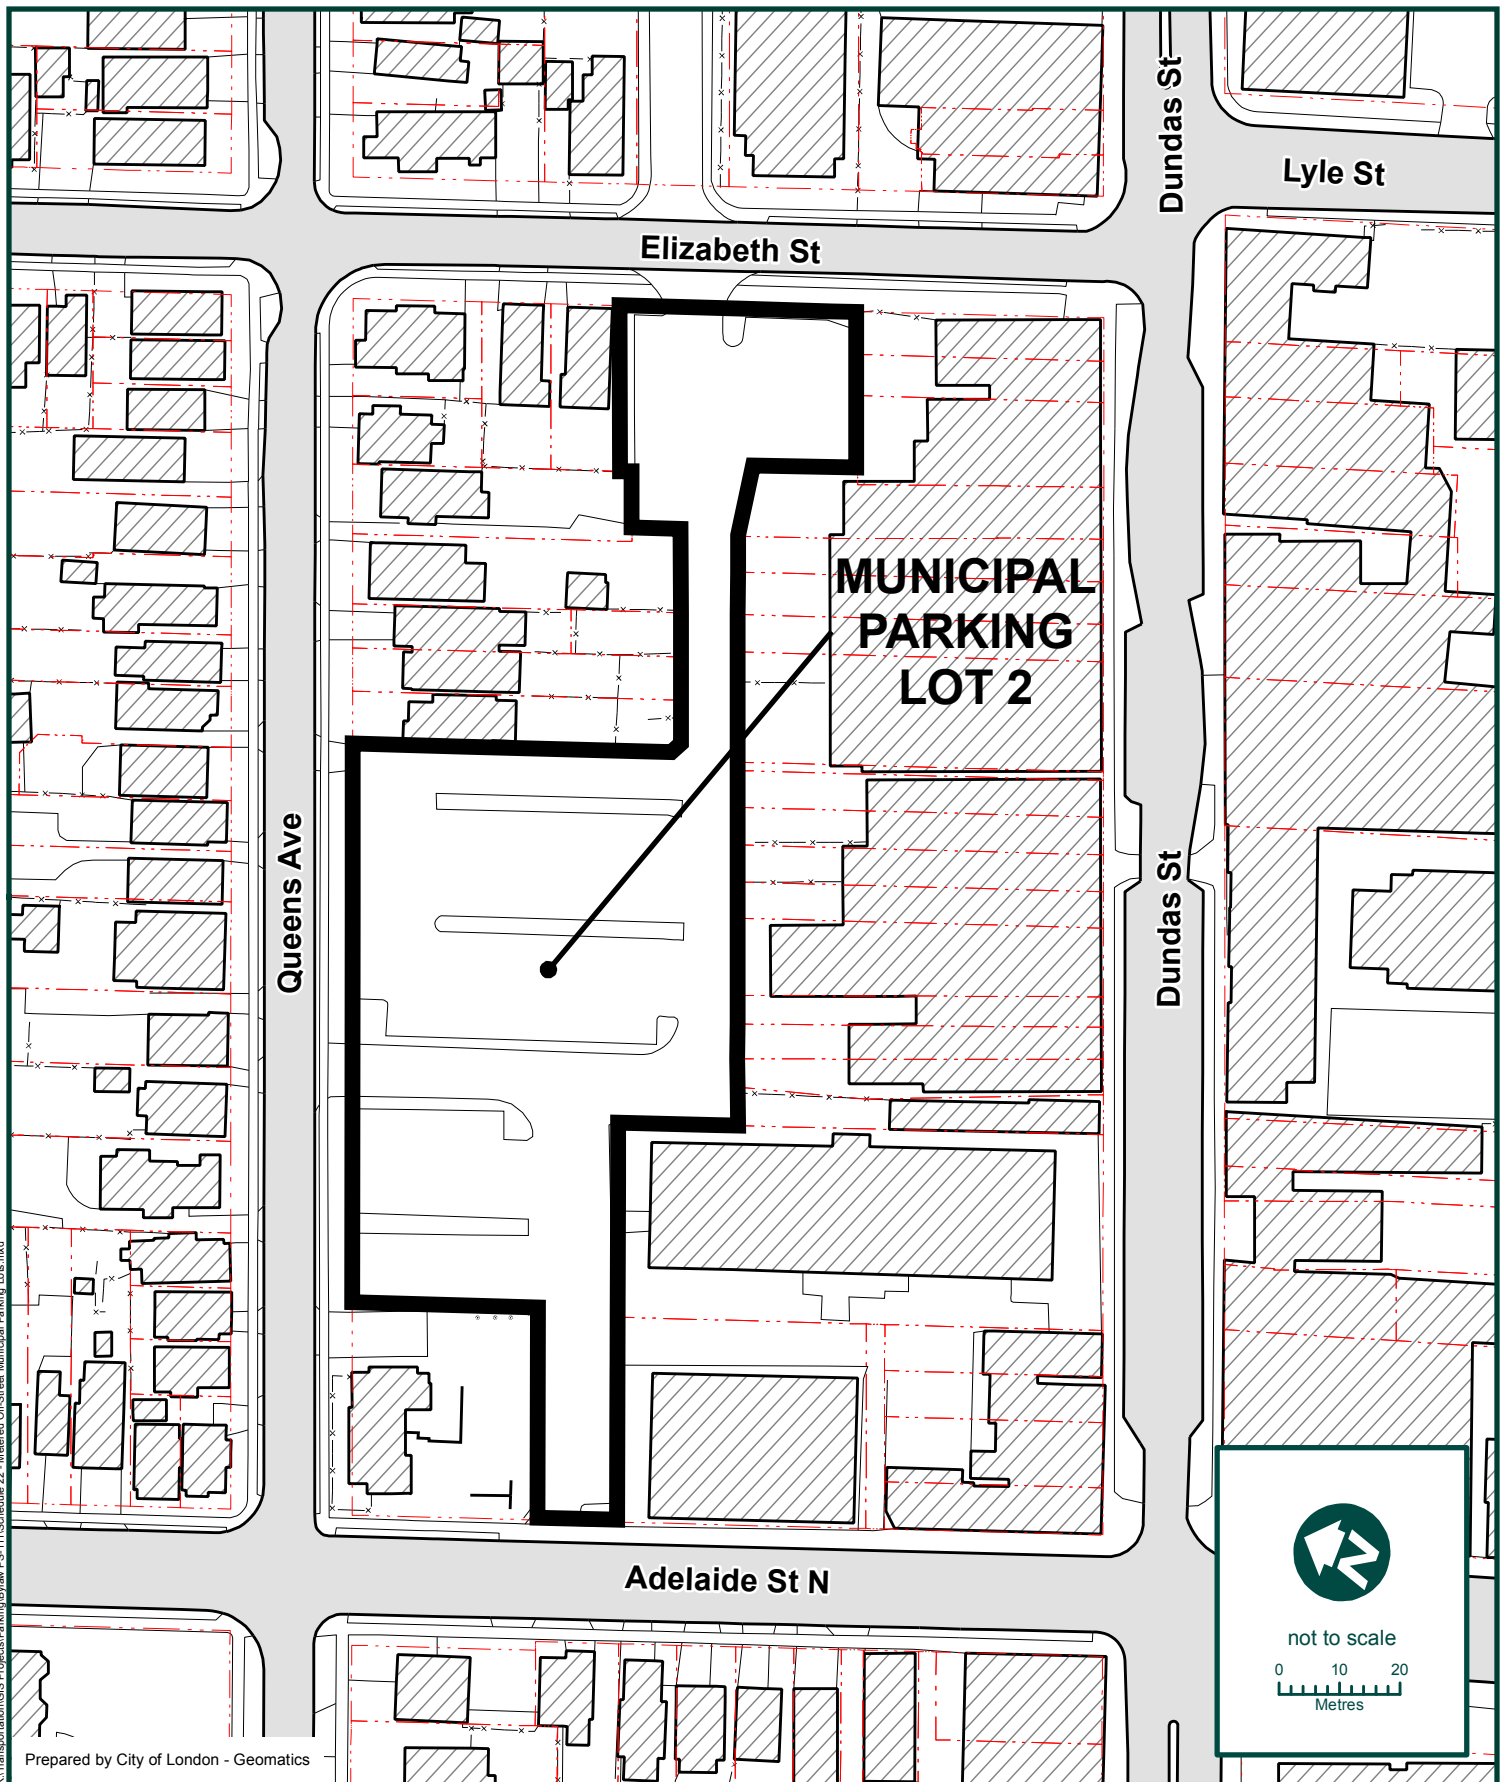 Dundas St
Lyle St
Elizabeth St
MUNICIPAL
PARKING
LOT 2
Queens Ave
Dundas St
Adelaide St N
N
not to scale
0 10 20
Metres
Prepared by City of London - Geomatics